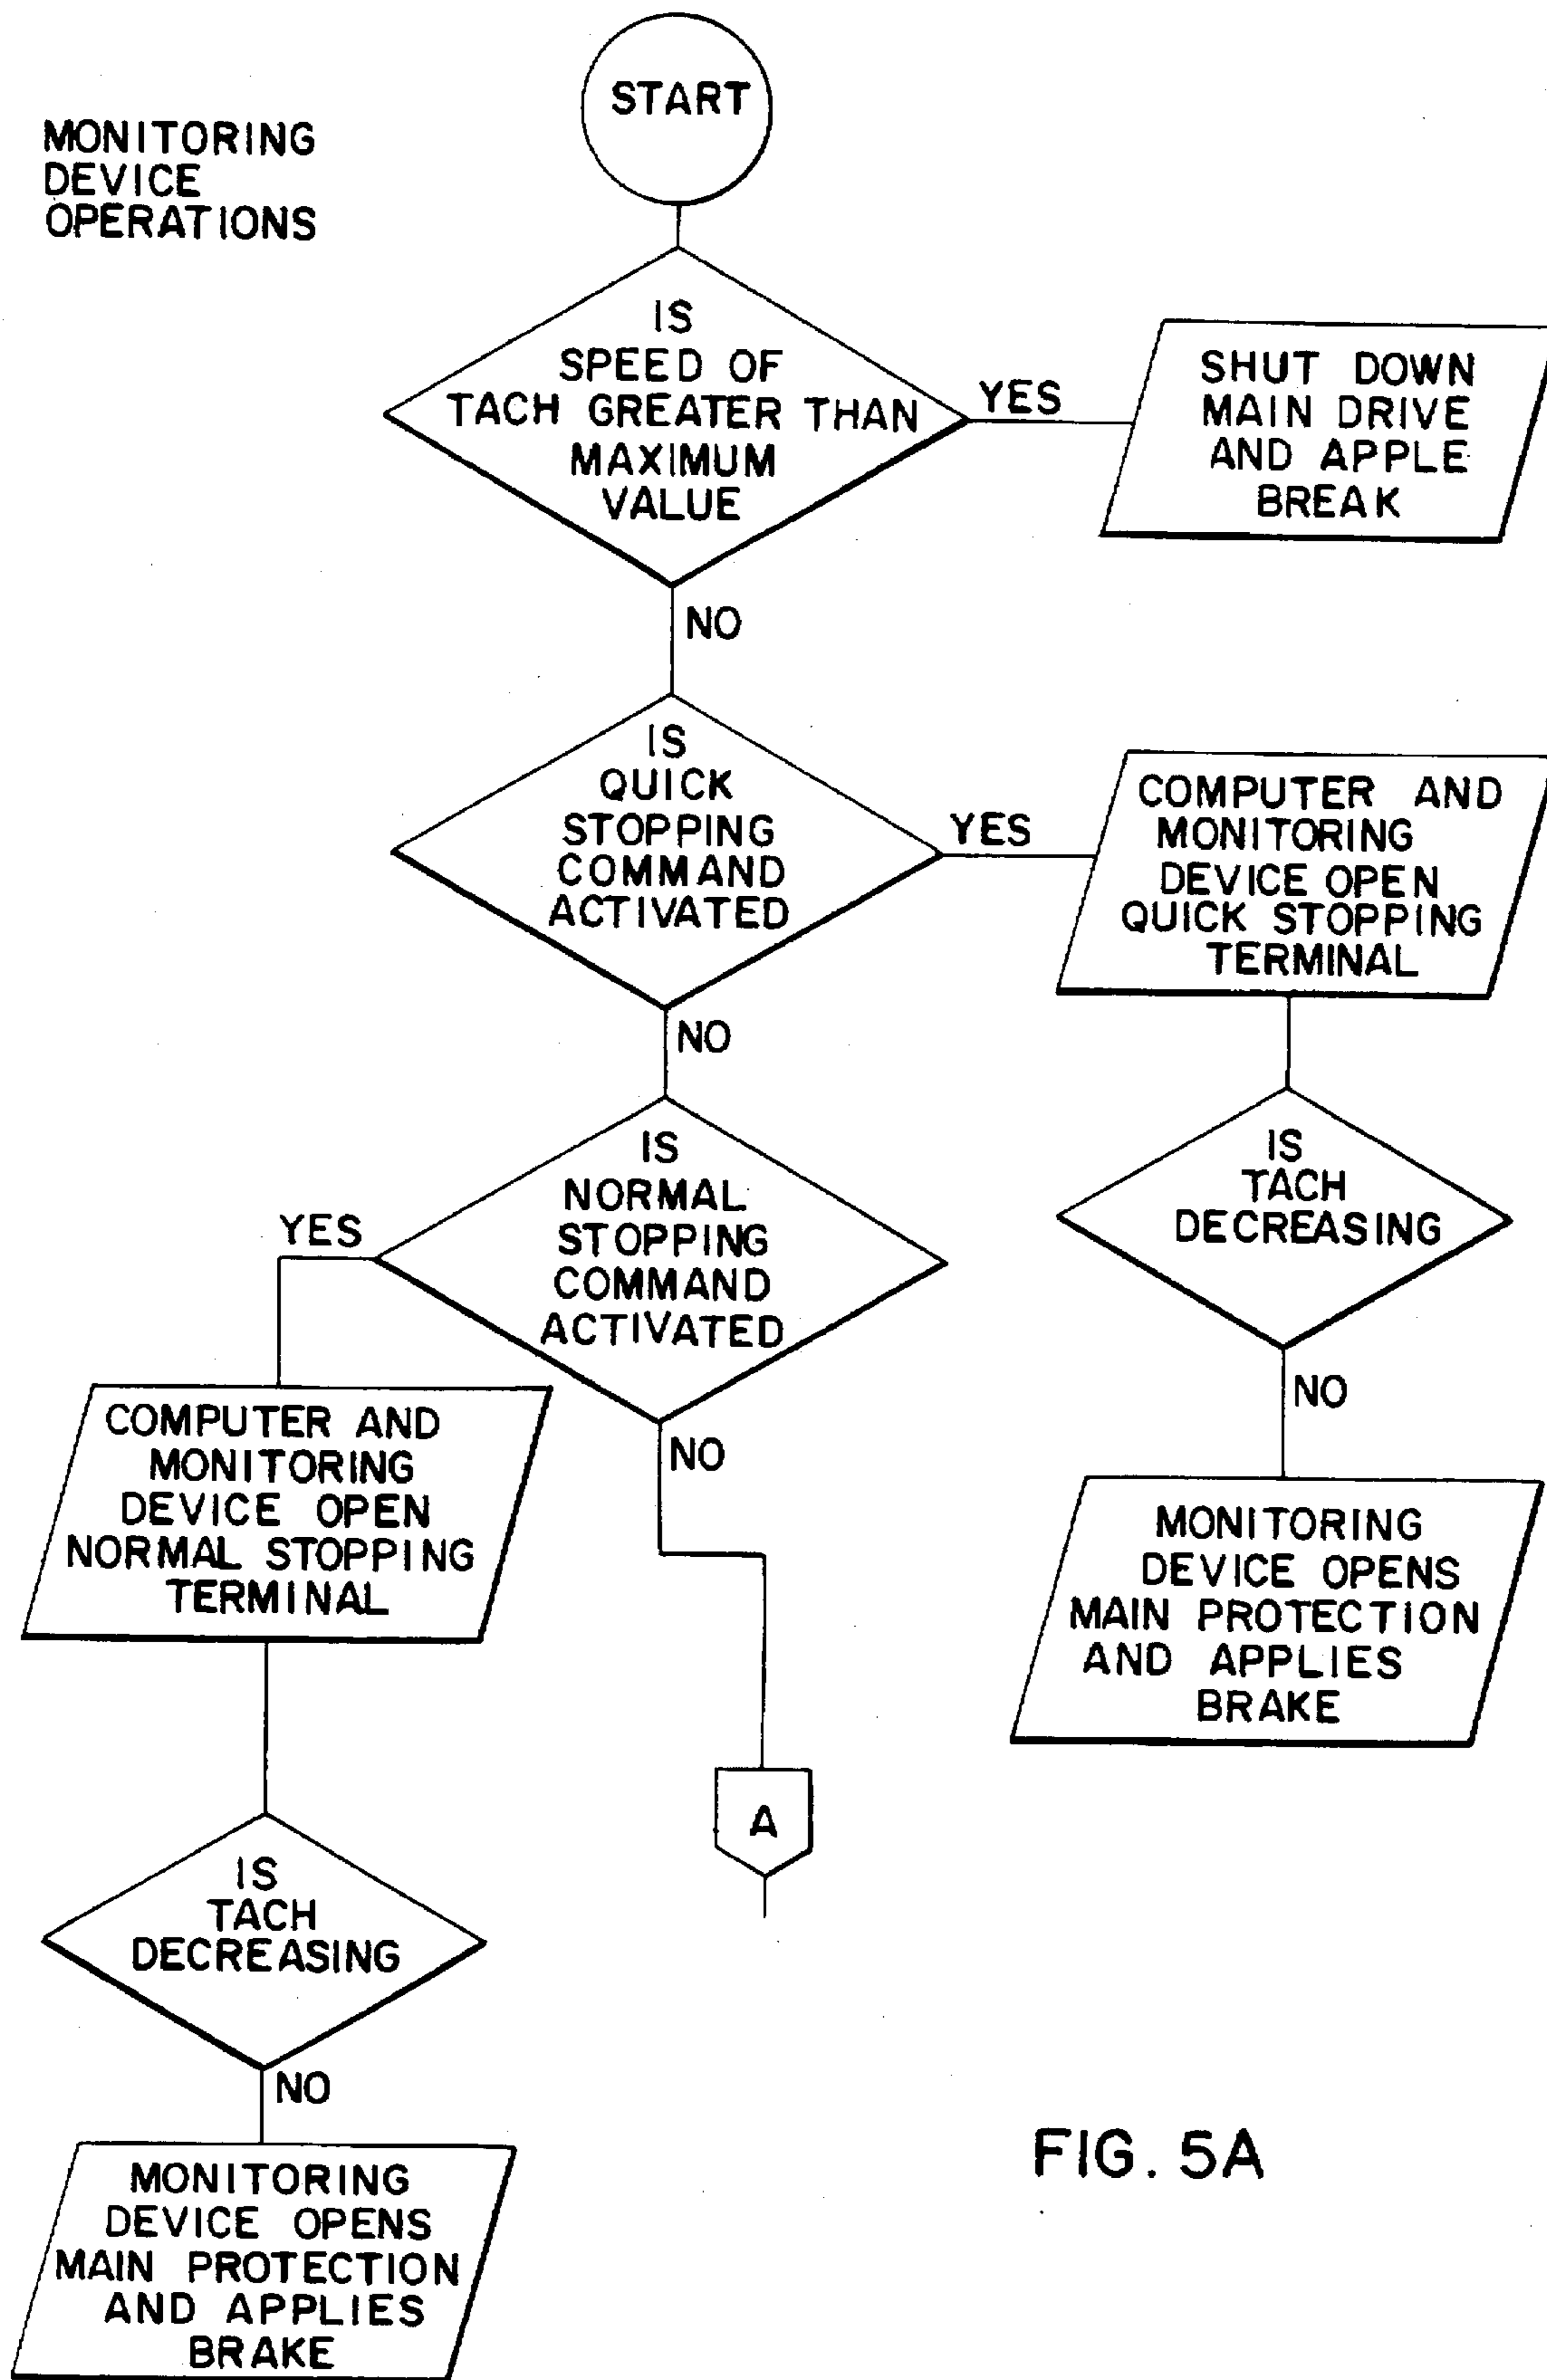 MONITORING
DEVICE
OPERATIONS
START
IS
SPEED OF
TACH GREATER THAN
MAXIMUM
VALUE
YES
SHUT DOWN
MAIN DRIVE
AND APPLE
BREAK
NO
IS
QUICK
STOPPING
COMMAND
ACTIVATED
YES
COMPUTER AND
MONITORING
DEVICE OPEN
QUICK STOPPING
TERMINAL
IS
TACH
DECREASING
NO
MONITORING
DEVICE OPENS
MAIN PROTECTION
AND APPLIES
BRAKE
NO
IS
NORMAL
STOPPING
COMMAND
ACTIVATED
YES
COMPUTER AND
MONITORING
DEVICE OPEN
NORMAL STOPPING
TERMINAL
IS
TACH
DECREASING
NO
MONITORING
DEVICE OPENS
MAIN PROTECTION
AND APPLIES
BRAKE
NO
A
FIG. 5A